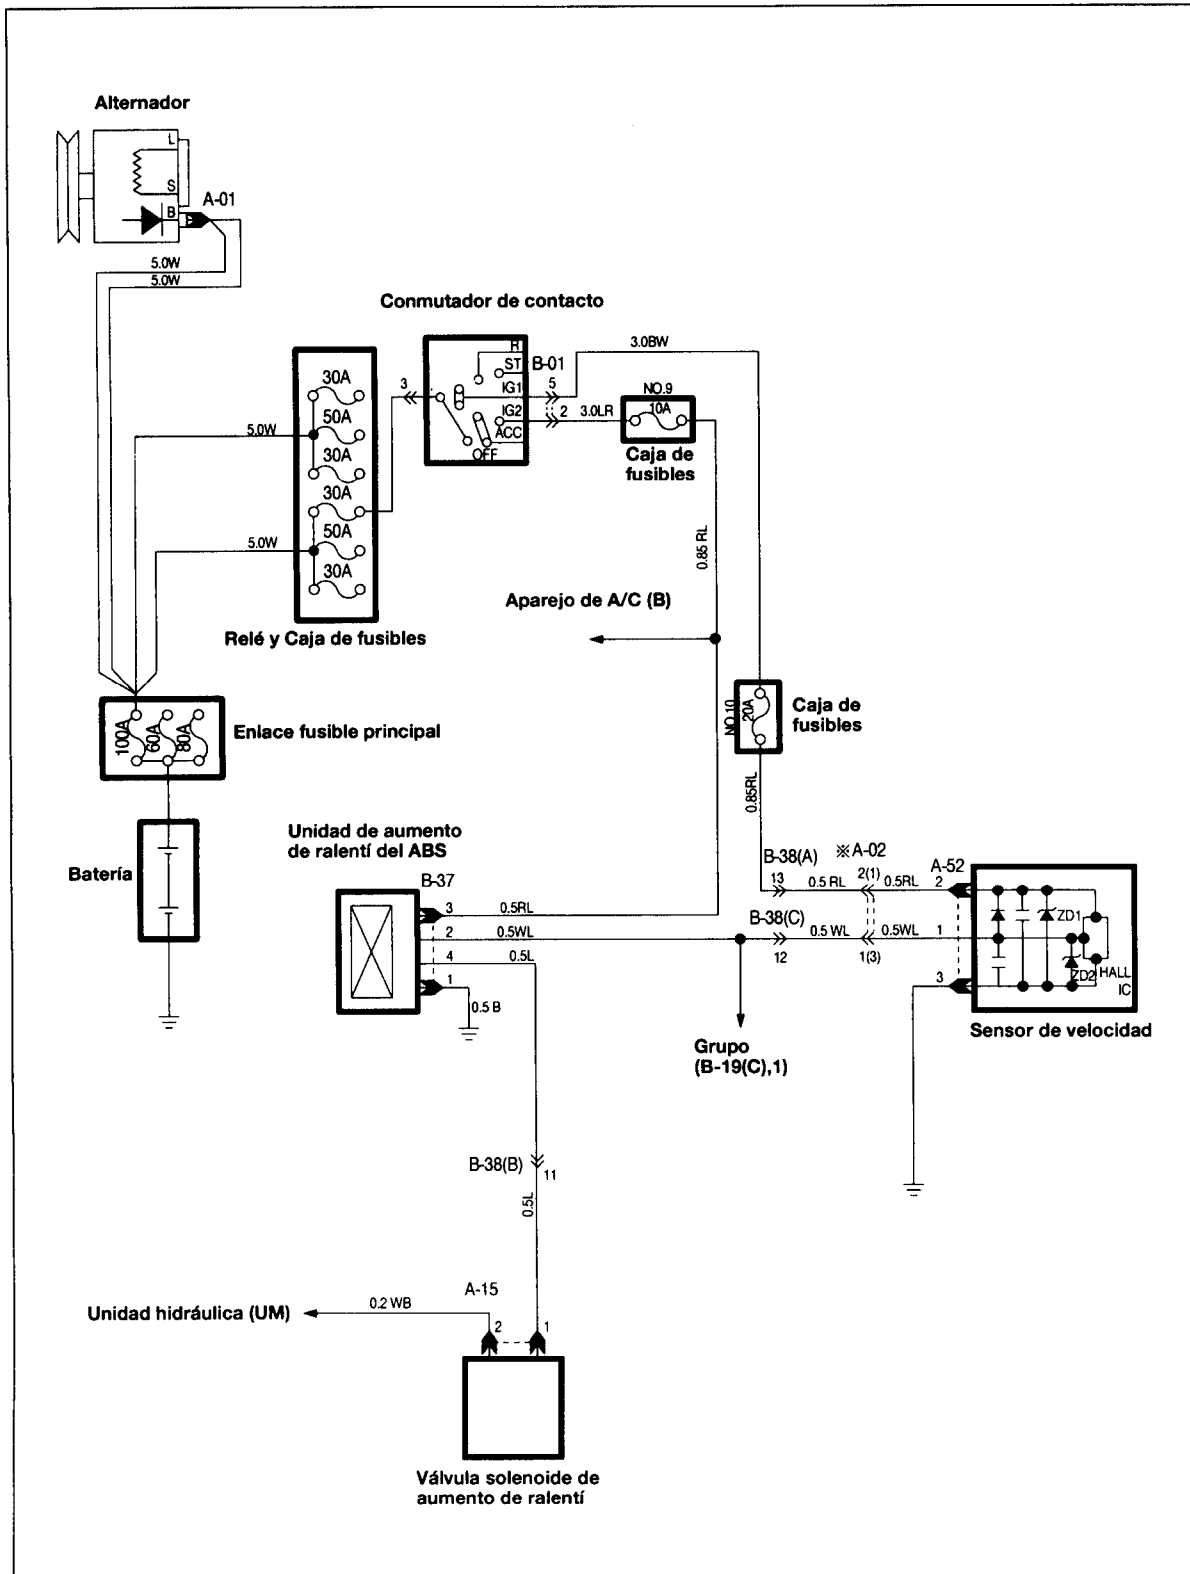 Alternador
L
S
B
A-01
5.0W
5.0W
Conmutador de contacto
R
ST
B-01
IG1
IG2
ACC
OFF
3
5
2
3.0BW
3.0LR
NO.9
10A
Caja de
fusibles
30A
50A
30A
30A
50A
30A
5.0W
5.0W
Relé y Caja de fusibles
0.85 RL
Aparejo de A/C (B)
100A
60A
80A
Enlace fusible principal
NO.10
20A
Caja de
fusibles
0.85RL
Batería
Unidad de aumento
de ralentí del ABS
B-37
3
0.5RL
2
0.5WL
4
0.5L
1
0.5 B
B-38(A)
13
0.5 RL
※A-02
2(1)
0.5RL
A-52
2
B-38(C)
12
0.5 WL
1(3)
0.5WL
1
3
ZD1
ZD2
HALL
IC
Sensor de velocidad
Grupo
(B-19(C),1)
B-38(B)
11
0.5L
A-15
0.2 WB
Unidad hidráulica (UM)
2
1
Válvula solenoide de
aumento de ralentí